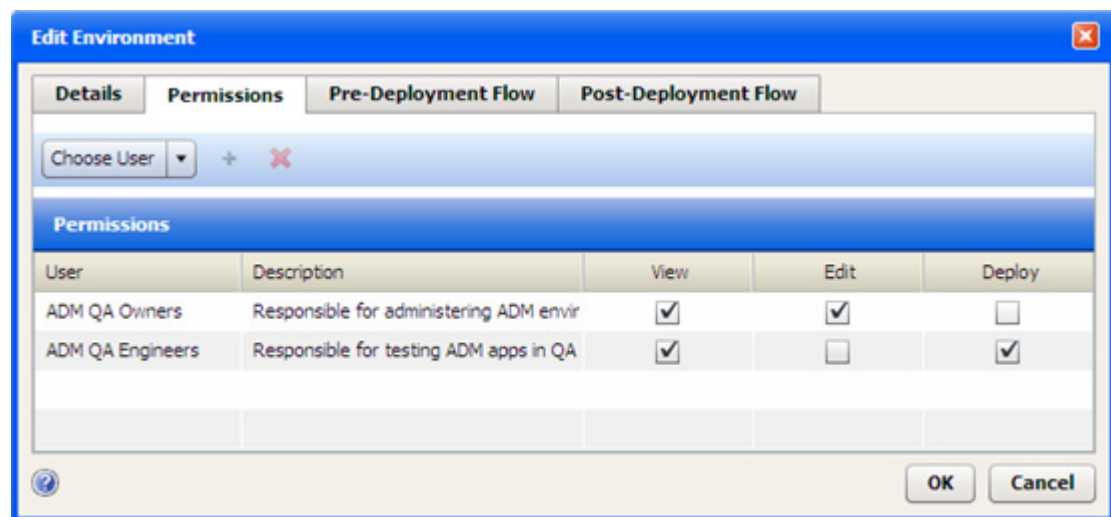 Edit Environment
Details Permissions Pre-Deployment Flow Post-Deployment Flow
Choose User
Permissions
User Description View Edit Deploy
ADM QA Owners Responsible for administering ADM envir
ADM QA Engineers Responsible for testing ADM apps in QA
OK Cancel